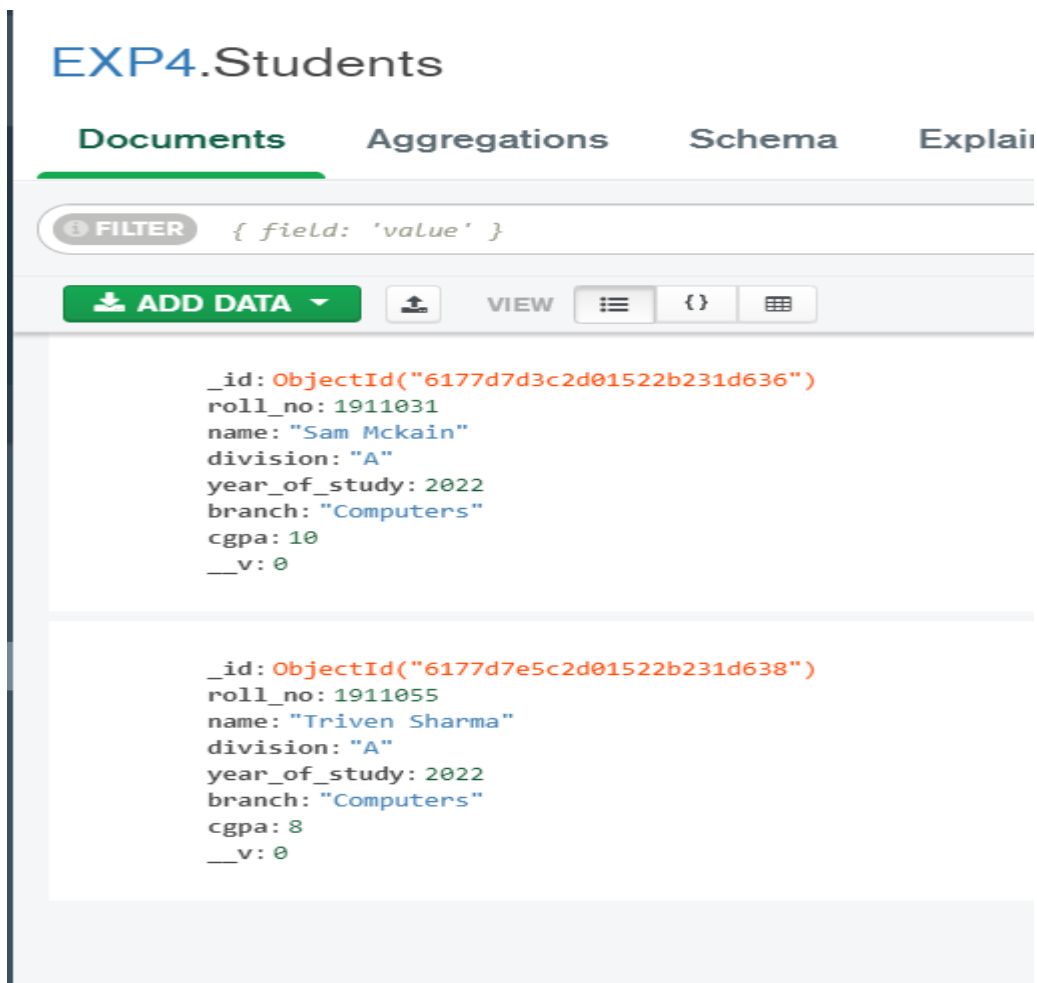 EXP4.Students
Documents Aggregations Schema Explai
FILTER { field: 'value' }
ADD DATA VIEW {}
_id: ObjectId("6177d7d3c2d01522b231d636")
roll_no: 1911031
name: "Sam Mckain"
division: "A"
year_of_study: 2022
branch: "Computers"
cgpa: 10
__v: 0
_id: ObjectId("6177d7e5c2d01522b231d638")
roll_no: 1911055
name: "Triven Sharma"
division: "A"
year_of_study: 2022
branch: "Computers"
cgpa: 8
__v: 0